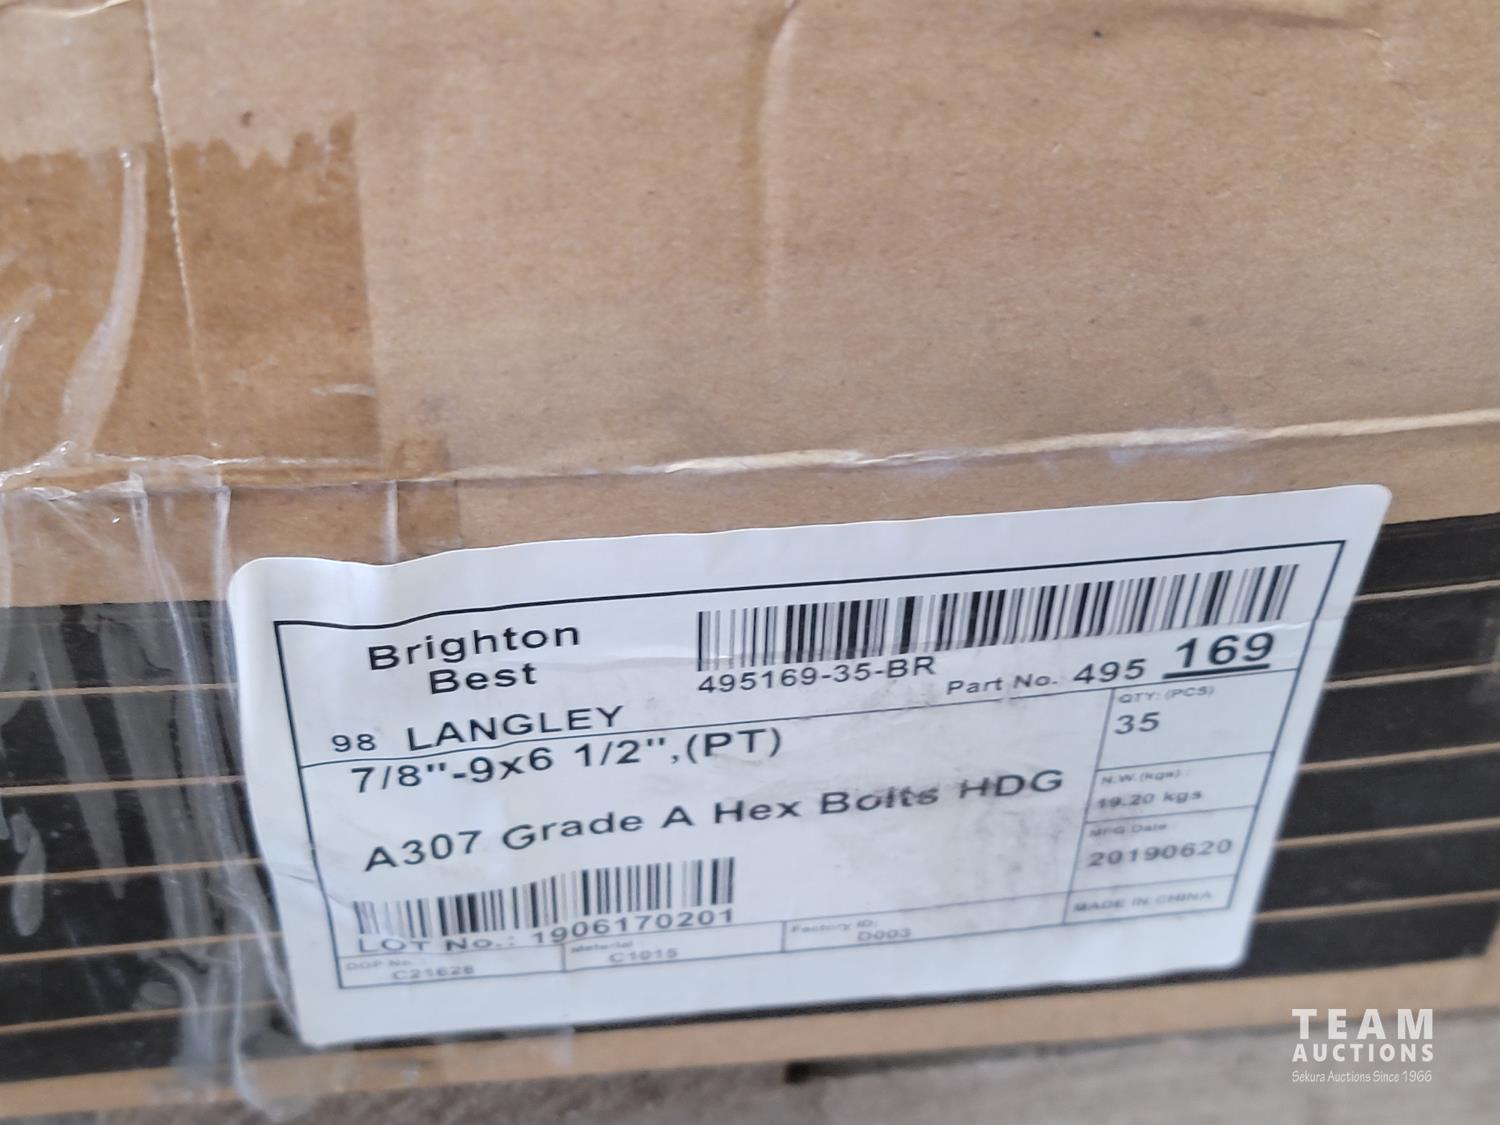 Brighton
Best
495169-35-BR
Part No. 495 169
98 LANGLEY
7/8"-9x6 1/2",(PT)
A307 Grade A Hex Bolts HDG
QTY: (PCS)
35
N.W. (kgs) :
19.20 kgs
MFG Date
20190620
MADE IN CHINA
LOT No.: 1906170201
DOP No. :
C21628
Material
C1015
Factory ID:
D003
TEAM
AUCTIONS
Sekura Auctions Since 1966